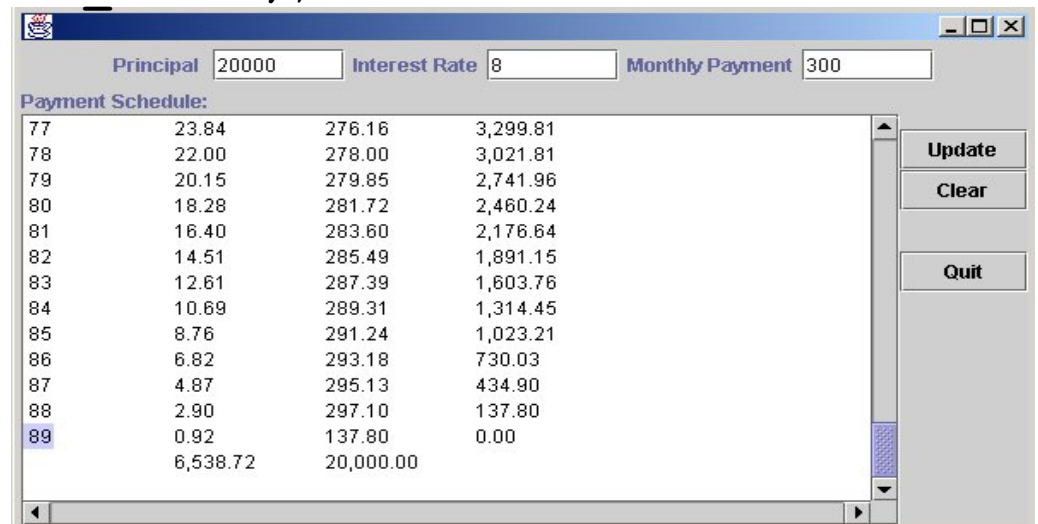 Principal 20000 Interest Rate 8 Monthly Payment 300
Payment Schedule:
77 23.84 276.16 3,299.81
78 22.00 278.00 3,021.81
79 20.15 279.85 2,741.96
80 18.28 281.72 2,460.24
81 16.40 283.60 2,176.64
82 14.51 285.49 1,891.15
83 12.61 287.39 1,603.76
84 10.69 289.31 1,314.45
85 8.76 291.24 1,023.21
86 6.82 293.18 730.03
87 4.87 295.13 434.90
88 2.90 297.10 137.80
89 0.92 137.80 0.00
6,538.72 20,000.00
Update
Clear
Quit